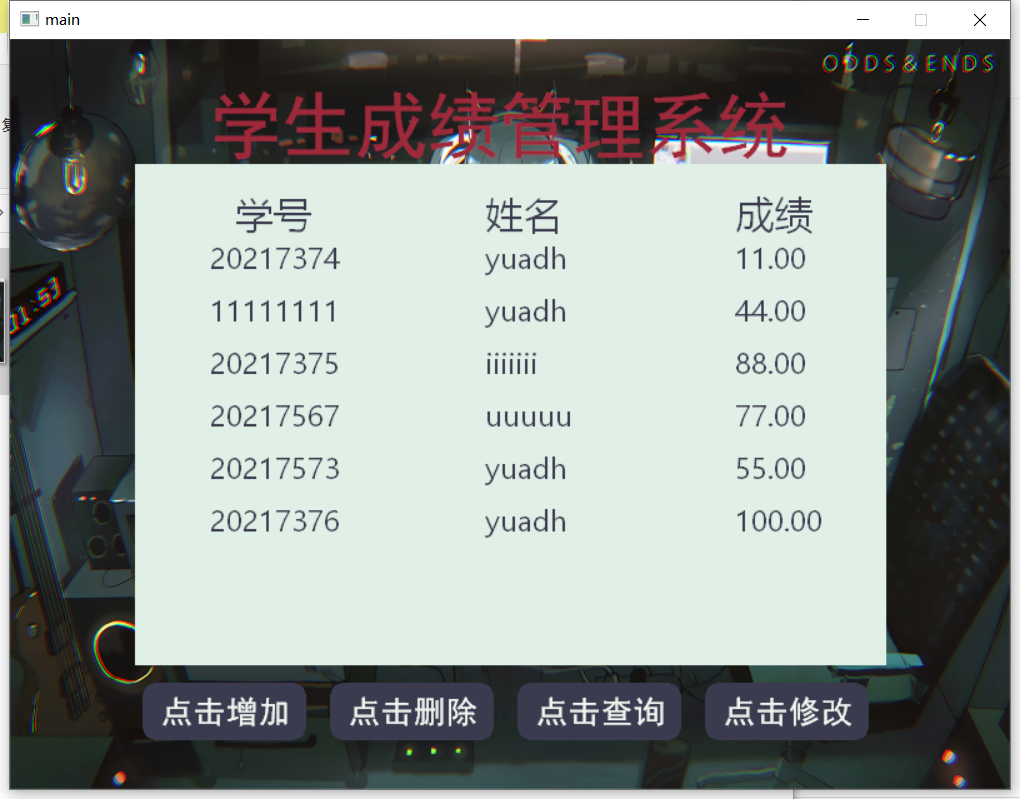 main
ODDS&ENDS
学生成绩管理系统
学号 姓名 成绩
20217374 yuadh 11.00
11111111 yuadh 44.00
20217375 iiiiiii 88.00
20217567 uuuuu 77.00
20217573 yuadh 55.00
20217376 yuadh 100.00
11:53
点击增加 点击删除 点击查询 点击修改